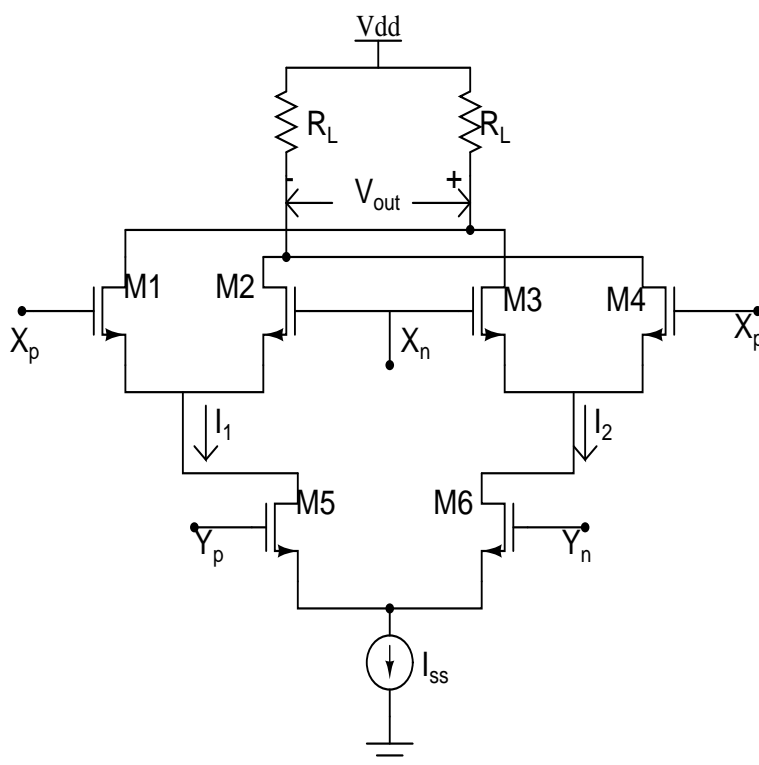 Vdd
R_L R_L
- V_out +
M1 M2 M3 M4
X_p X_n X_p
I_1 I_2
M5 M6
Y_p Y_n
I_ss